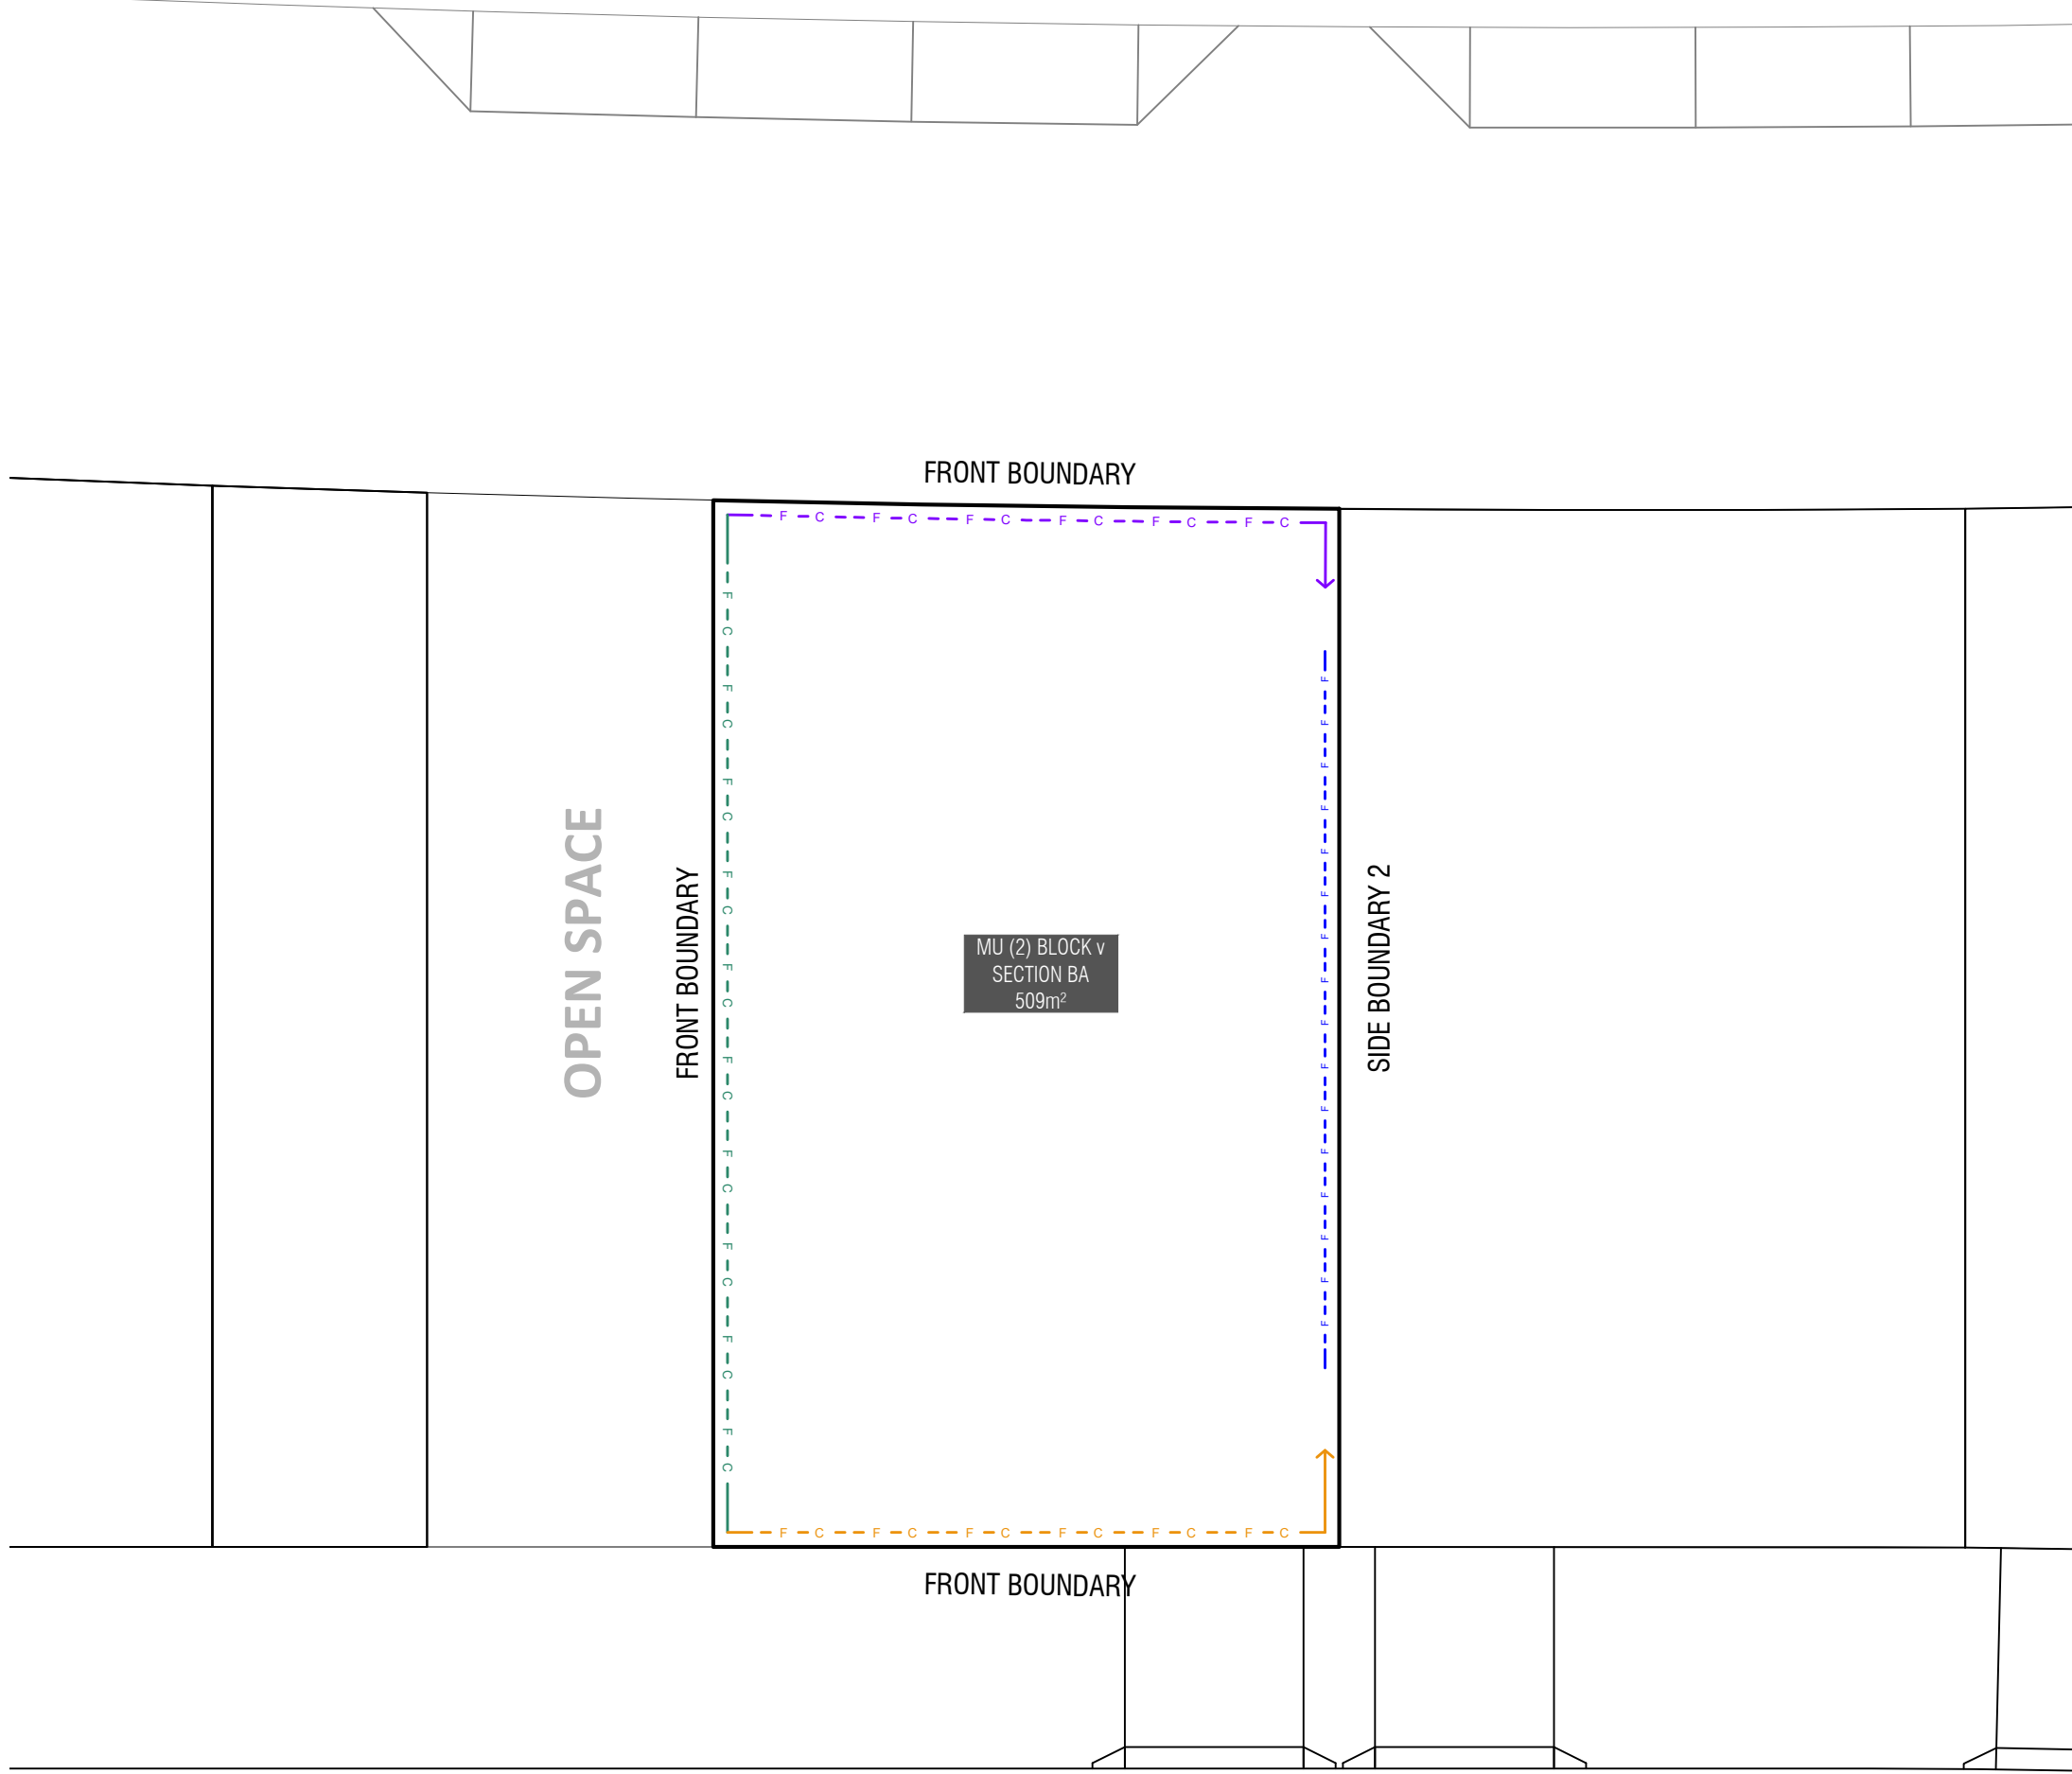 FRONT BOUNDARY
F C F C F C F C F C F C
F C F C F C F C F C F C F C F C F C F C
OPEN SPACE
FRONT BOUNDARY
MU (2) BLOCK v
SECTION BA
509m²
F F F F F F F F F F F F F F F F
SIDE BOUNDARY 2
F C F C F C F C F C F C
FRONT BOUNDARY